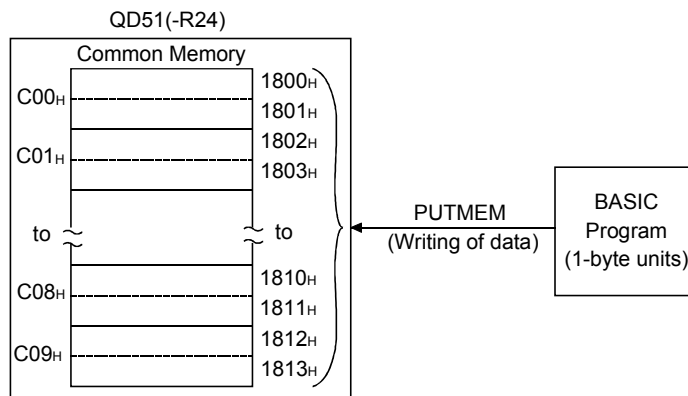 QD51(-R24)
Common Memory
C00H
1800H
1801H
C01H
1802H
1803H
to
to
C08H
1810H
1811H
C09H
1812H
1813H
PUTMEM
(Writing of data)
BASIC
Program
(1-byte units)